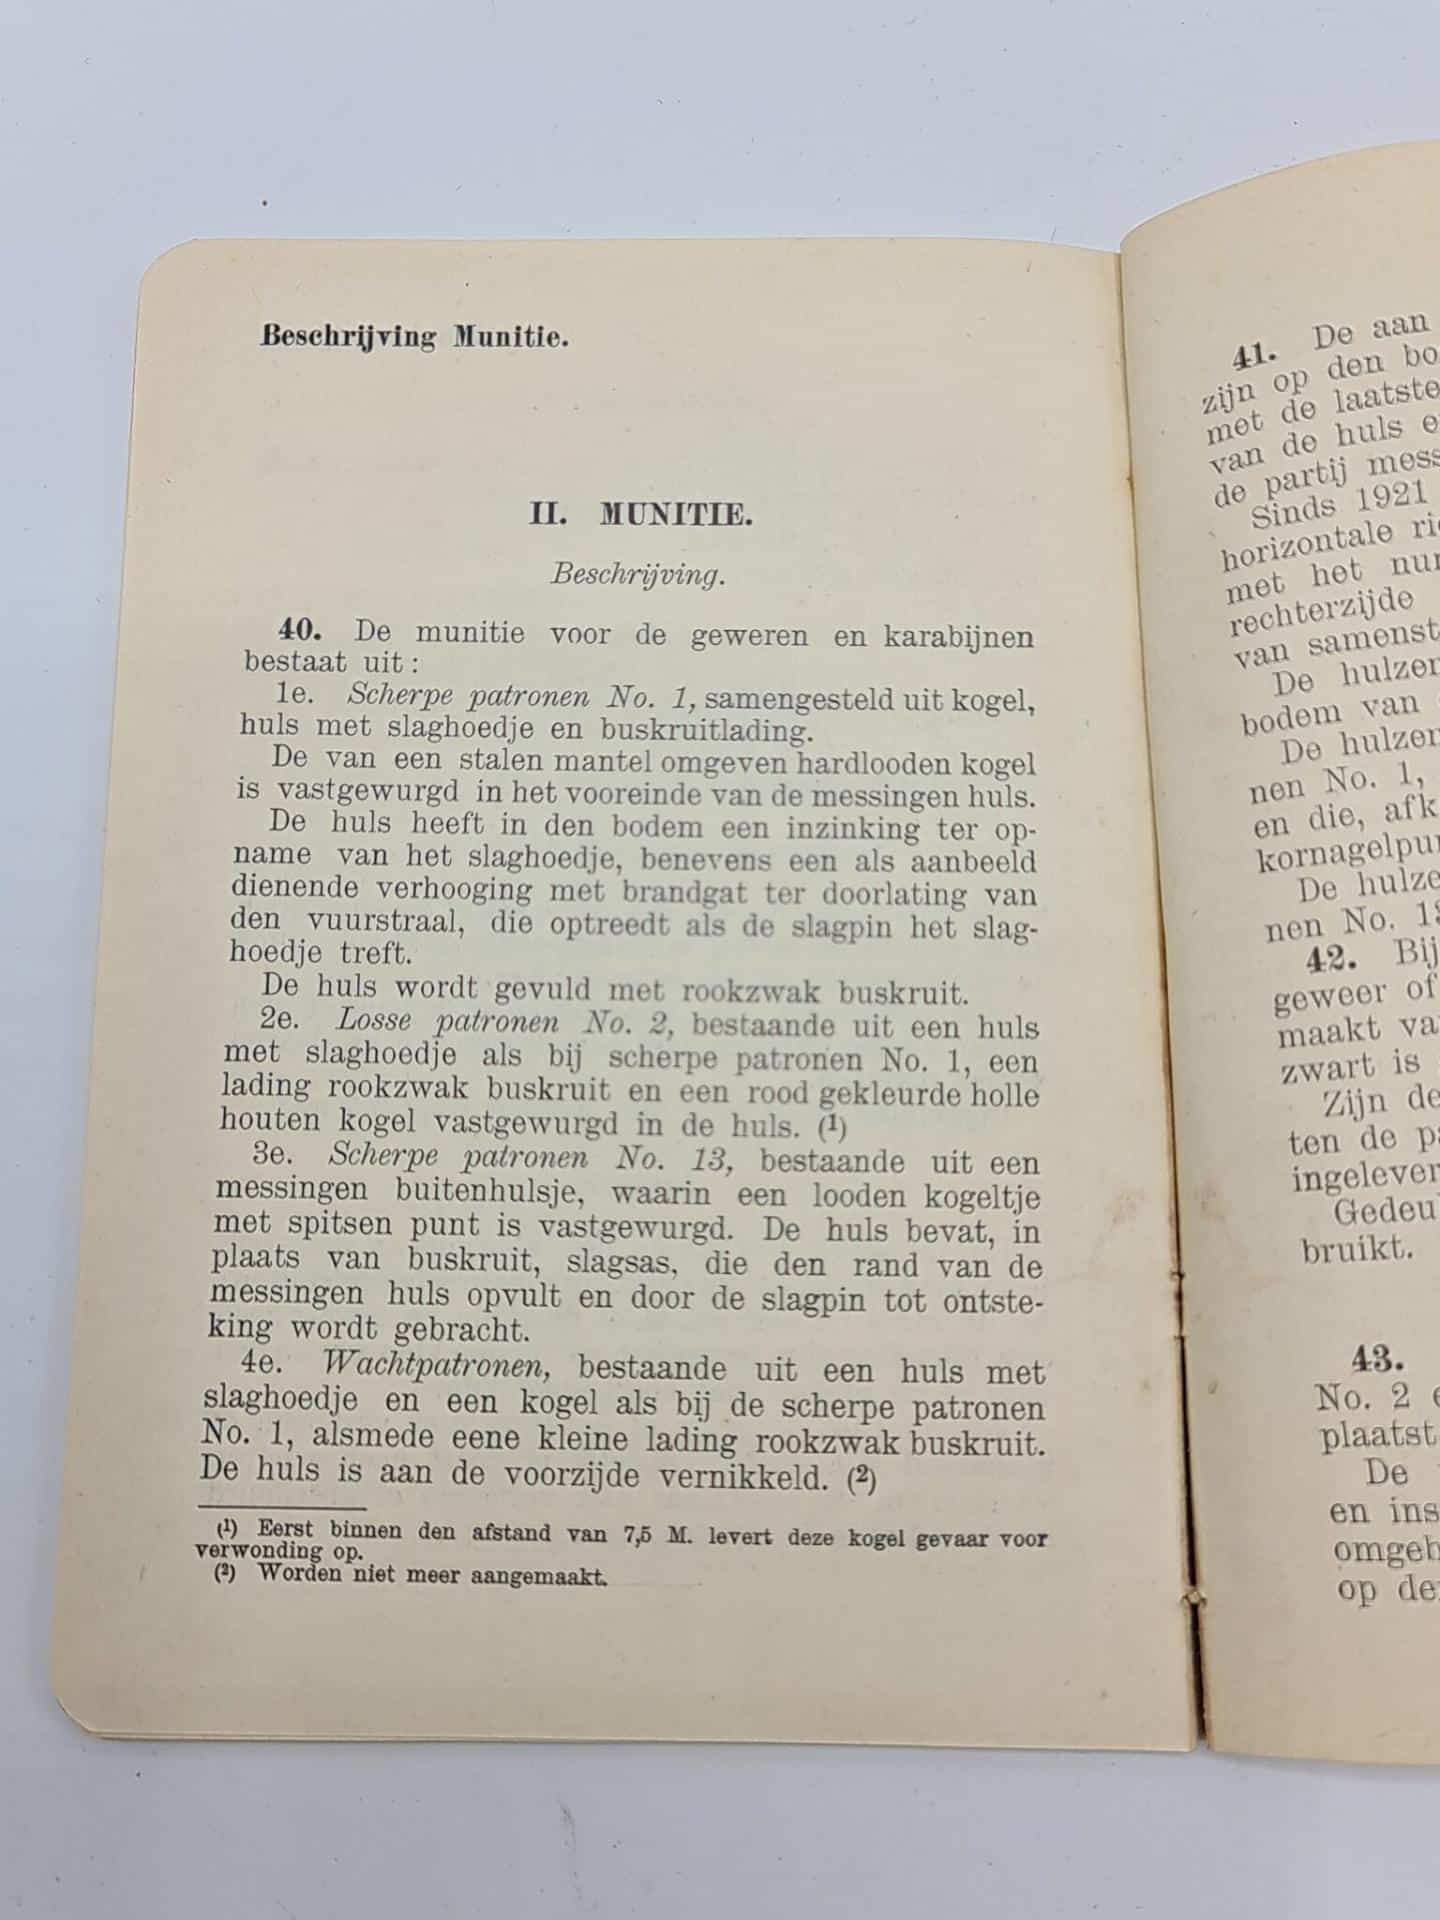 Beschrijving Munitie.
II. MUNITIE.
Beschrijving.
40. De munitie voor de geweren en karabijnen
bestaat uit:
1e. Scherpe patronen No. 1, samengesteld uit kogel,
huls met slaghoedje en buskruitlading.
De van een stalen mantel omgeven hardlooden kogel
is vastgewurgd in het vooreinde van de messingen huls.
De huls heeft in den bodem een inzinking ter op-
name van het slaghoedje, benevens een als aanbeeld
dienende verhooging met brandgat ter doorlating van
den vuurstraal, die optreedt als de slagpin het slag-
hoedje treft.
De huls wordt gevuld met rookzwak buskruit.
2e. Losse patronen No. 2, bestaande uit een huls
met slaghoedje als bij scherpe patronen No. 1, een
lading rookzwak buskruit en een rood gekleurde holle
houten kogel vastgewurgd in de huls. (1)
3e. Scherpe patronen No. 13, bestaande uit een
messingen buitenhulsje, waarin een looden kogeltje
met spitsen punt is vastgewurgd. De huls bevat, in
plaats van buskruit, slagsas, die den rand van de
messingen huls opvult en door de slagpin tot ontste-
king wordt gebracht.
4e. Wachtpatronen, bestaande uit een huls met
slaghoedje en een kogel als bij de scherpe patronen
No. 1, alsmede eene kleine lading rookzwak buskruit.
De huls is aan de voorzijde vernikkeld. (2)
(1) Eerst binnen den afstand van 7,5 M. levert deze kogel gevaar voor
verwonding op.
(2) Worden niet meer aangemaakt.
41. De aan
zijn op den bo
met de laatste
van de huls e
de partij mess
Sinds 1921
horizontale ri
met het num
rechterzijde
van samenst
De hulzen
bodem van
De hulzen
nen No. 1,
en die, afk
kornagelpun
De hulze
nen No. 13
42. Bij
geweer of
maakt va
zwart is
Zijn de
ten de pa
ingelever
Gedeu
bruikt.
43.
No. 2 e
plaatst
De
en ins
omgeb
op de